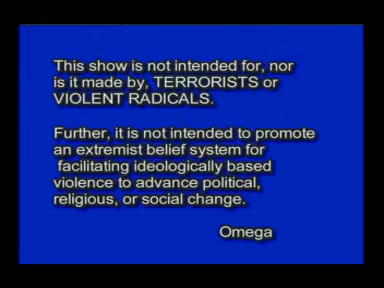 This show is not intended for, nor
is it made by, TERRORISTS or
VIOLENT RADICALS.
Further, it is not intended to promote
an extremist belief system for
facilitating ideologically based
violence to advance political,
religious, or social change.
Omega